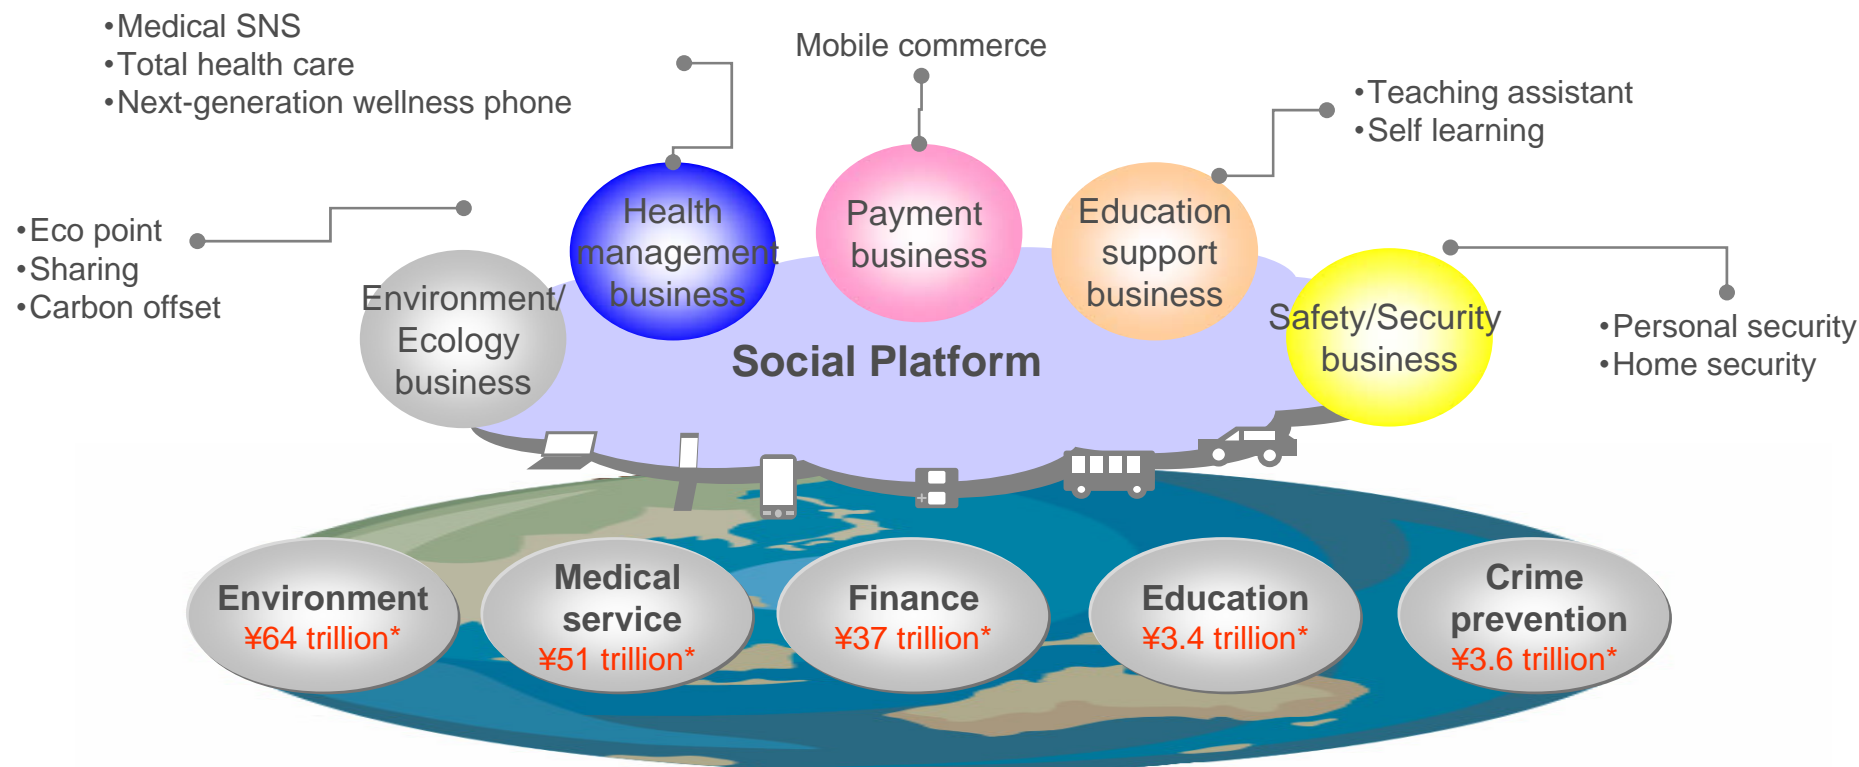 •Medical SNS
•Total health care
•Next-generation wellness phone
Mobile commerce
•Teaching assistant
•Self learning
•Eco point
•Sharing
•Carbon offset
Health
management
business
Payment
business
Education
support
business
Environment/
Ecology
business
Safety/Security
business
•Personal security
•Home security
Social Platform
Environment
¥64 trillion*
Medical
service
¥51 trillion*
Finance
¥37 trillion*
Education
¥3.4 trillion*
Crime
prevention
¥3.6 trillion*